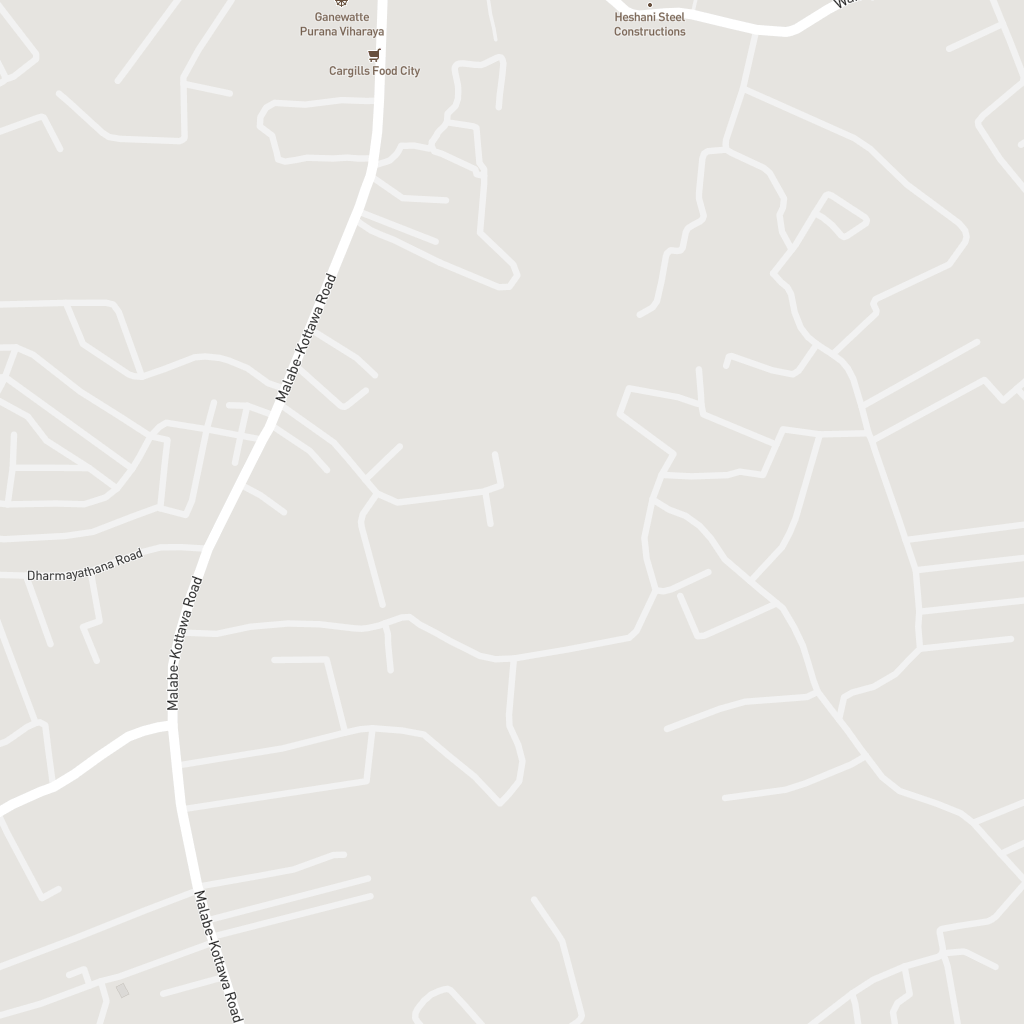 Ganewatte
Purana Viharaya
Heshani Steel
Constructions
Cargills Food City
Malabe-Kottawa Road
Dharmayathana Road
Malabe-Kottawa Road
Malabe-Kottawa Road